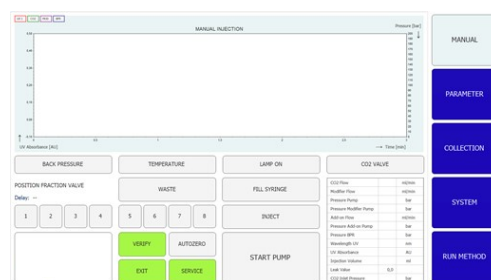 MANUAL INJECTION
Pressure [bar]
UV Absorbance [AU]
Time [min]
MANUAL
PARAMETER
COLLECTION
SYSTEM
RUN METHOD
BACK PRESSURE
TEMPERATURE
LAMP ON
CO2 VALVE
POSITION FRACTION VALVE
Delay: --
1 2 3 4 5 6 7 8
WASTE
FILL SYRINGE
INJECT
VERIFY
AUTOZERO
EXIT
SERVICE
START PUMP
CO2 Flow ml/min
Modifier Flow ml/min
Pressure Pump bar
Pressure Modifier Pump bar
Add-on Flow ml/min
Pressure Add-on Pump bar
Pressure BPR bar
Wavelength UV nm
UV Absorbance AU
Injection Volume ml
Leak Value 0,0
CO2 Inlet Pressure bar